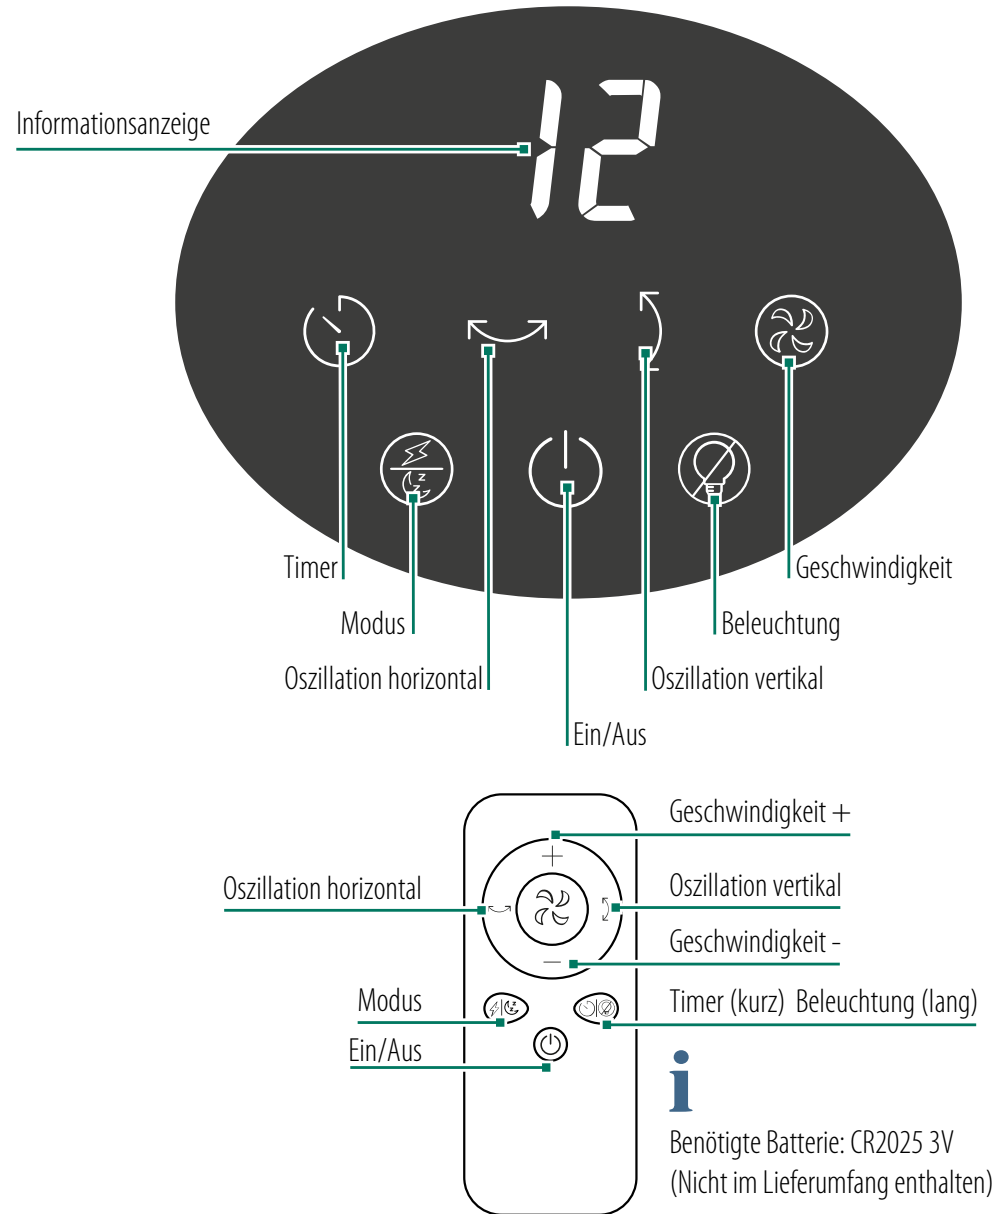 12
Informationsanzeige
Timer
Geschwindigkeit
Modus
Beleuchtung
Oszillation horizontal
Oszillation vertikal
Ein/Aus
Geschwindigkeit +
Oszillation horizontal
Oszillation vertikal
Geschwindigkeit -
Modus
Timer (kurz) Beleuchtung (lang)
Ein/Aus
i
Benötigte Batterie: CR2025 3V
(Nicht im Lieferumfang enthalten)